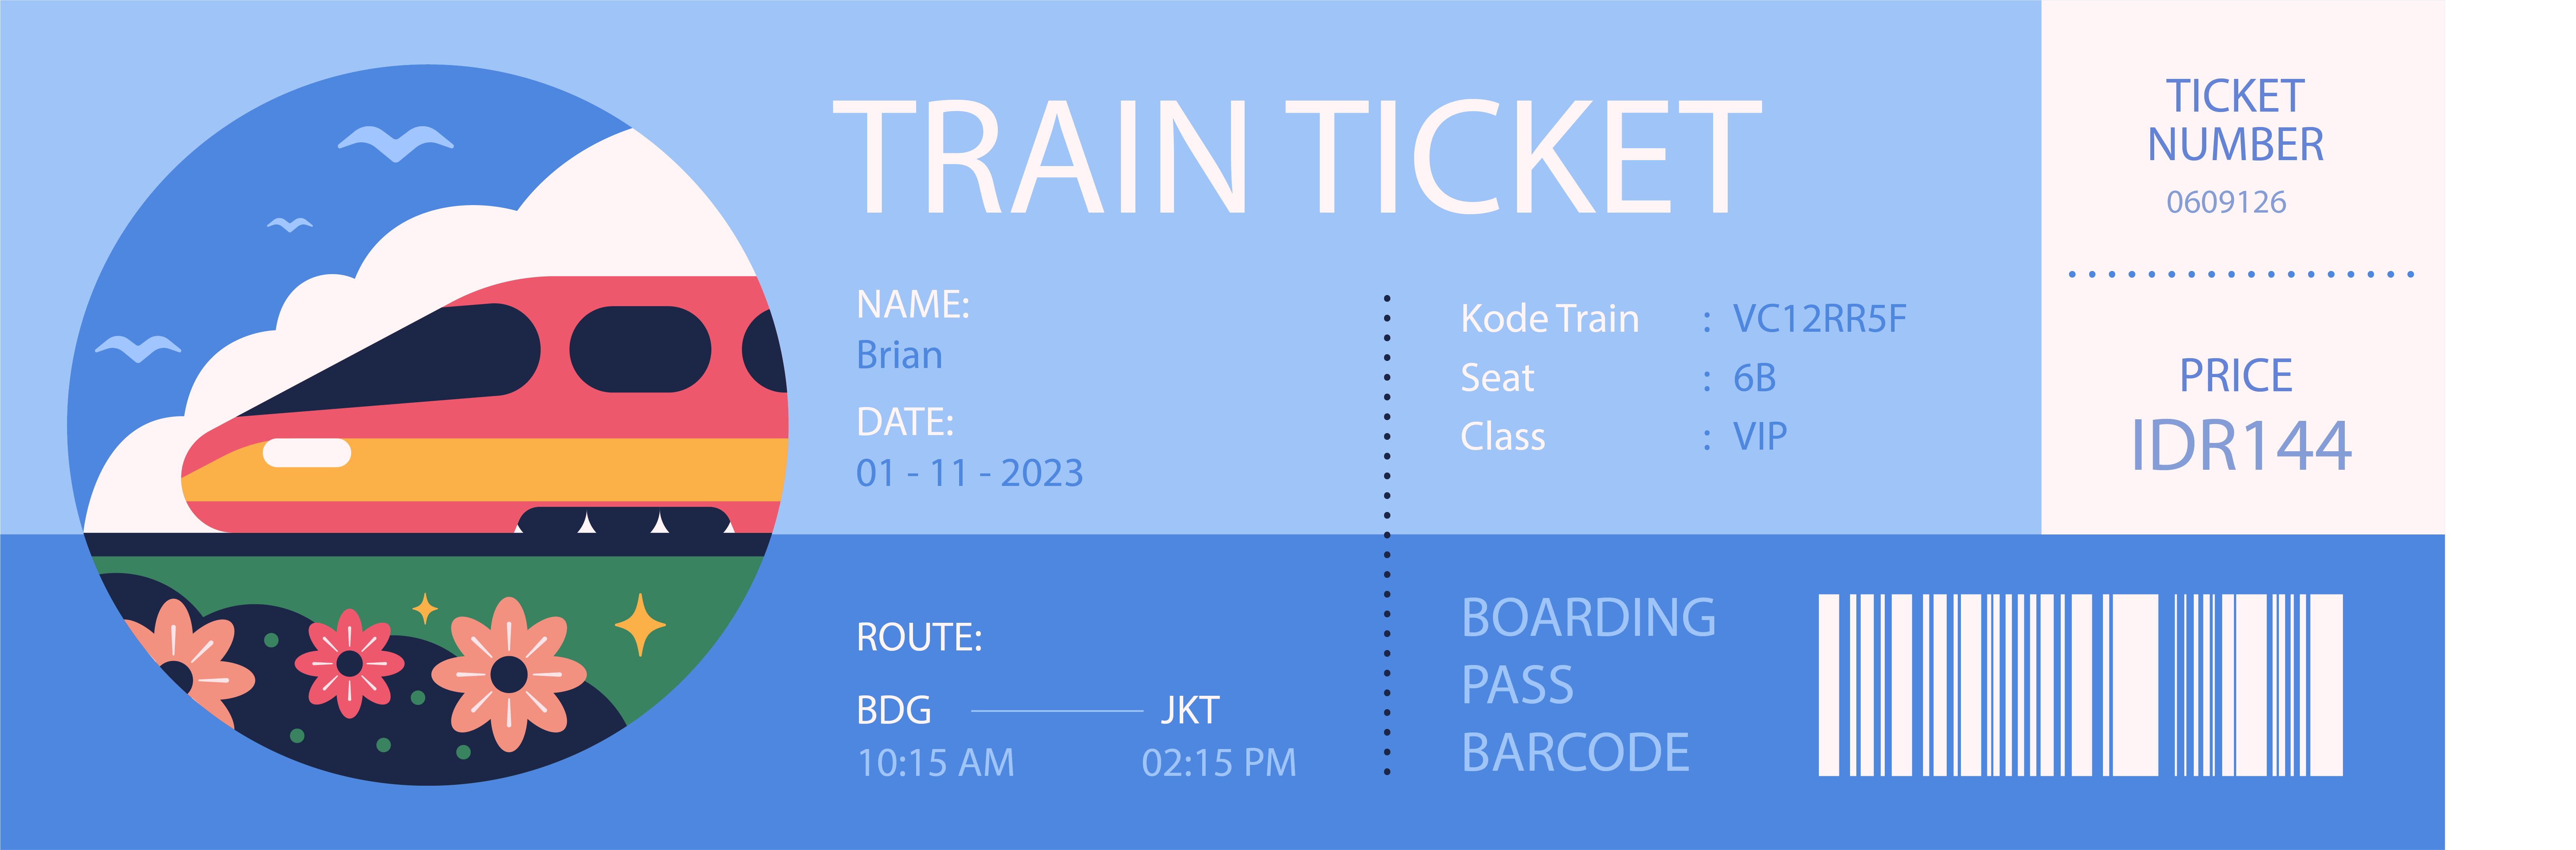 TRAIN TICKET
NAME:
Brian
DATE:
01 - 11 - 2023
Kode Train : VC12RR5F
Seat : 6B
Class : VIP
TICKET
NUMBER
0609126
PRICE
IDR144
ROUTE:
BDG JKT
10:15 AM 02:15 PM
BOARDING
PASS
BARCODE